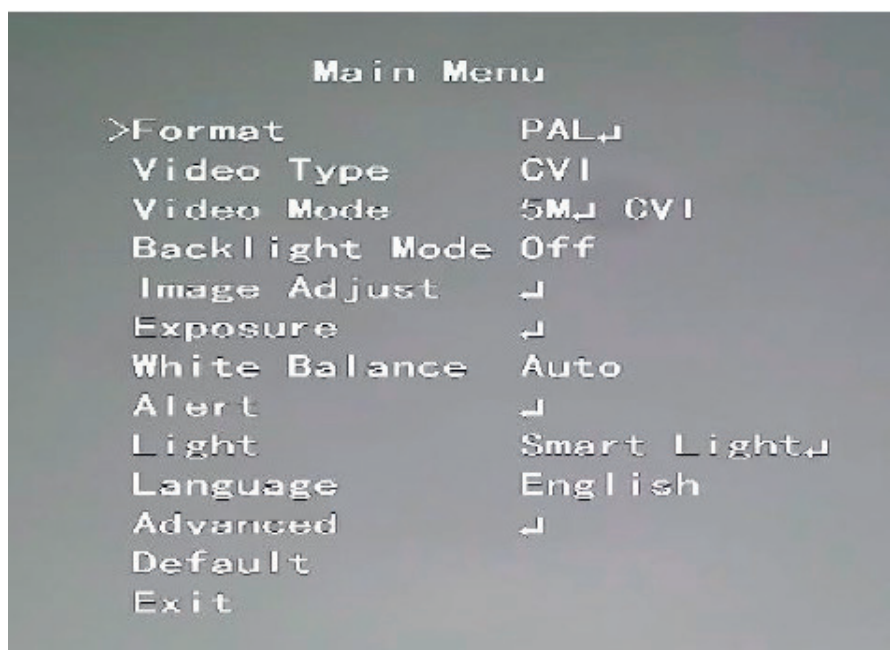 Main Menu
>Format PAL↵
Video Type CVI
Video Mode 5M↵ CVI
Backlight Mode Off
Image Adjust ↵
Exposure ↵
White Balance Auto
Alert ↵
Light Smart Light↵
Language English
Advanced ↵
Default
Exit